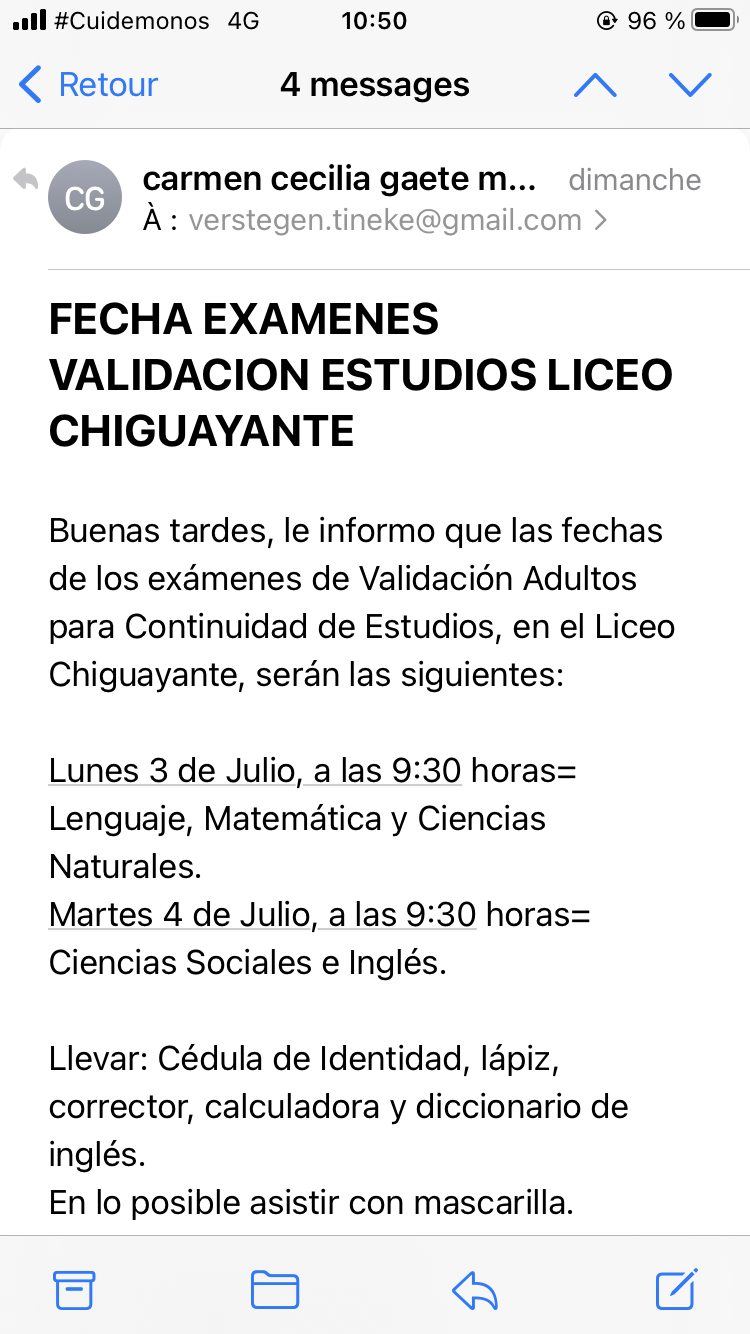 #Cuidemonos 4G 10:50 96 %
Retour 4 messages
CG carmen cecilia gaete m... dimanche
À : verstegen.tineke@gmail.com
FECHA EXAMENES
VALIDACION ESTUDIOS LICEO
CHIGUAYANTE
Buenas tardes, le informo que las fechas
de los exámenes de Validación Adultos
para Continuidad de Estudios, en el Liceo
Chiguayante, serán las siguientes:
Lunes 3 de Julio, a las 9:30 horas=
Lenguaje, Matemática y Ciencias
Naturales.
Martes 4 de Julio, a las 9:30 horas=
Ciencias Sociales e Inglés.
Llevar: Cédula de Identidad, lápiz,
corrector, calculadora y diccionario de
inglés.
En lo posible asistir con mascarilla.